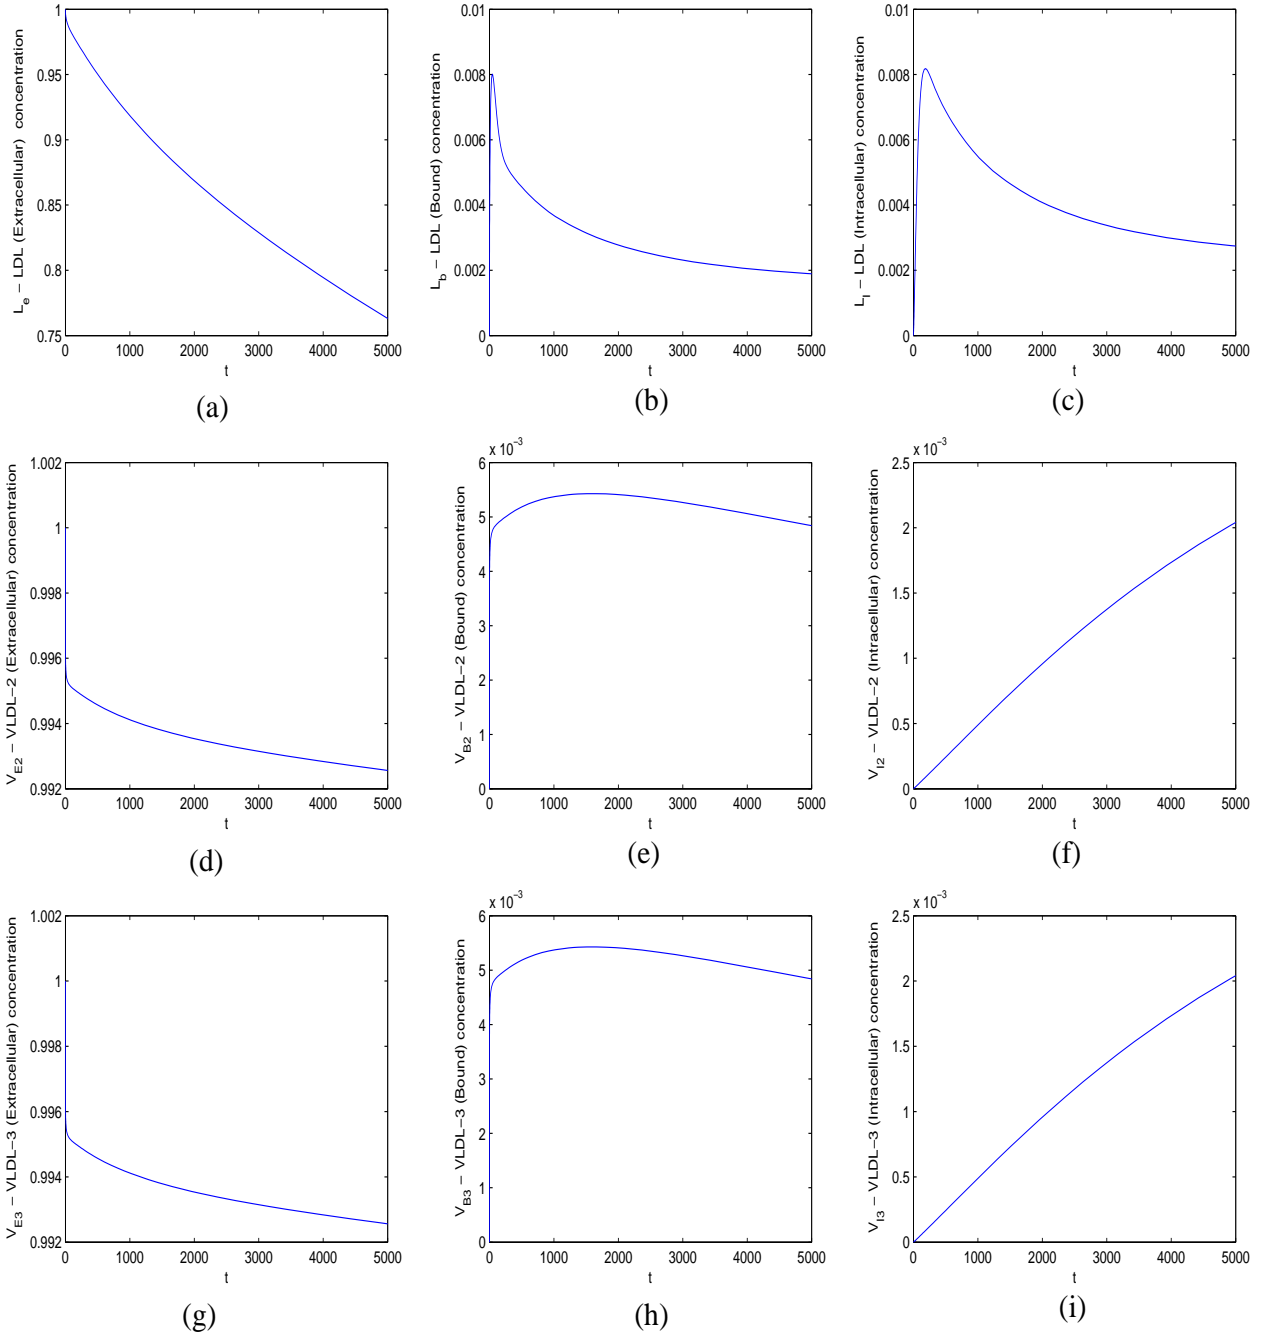 1
0.95
0.9
0.85
0.8
0.75
0 1000 2000 3000 4000 5000
t
L_e − LDL (Extracellular) concentration
(a)
0.01
0.008
0.006
0.004
0.002
0
0 1000 2000 3000 4000 5000
t
L_b − LDL (Bound) concentration
(b)
0.01
0.008
0.006
0.004
0.002
0
0 1000 2000 3000 4000 5000
t
L_I − LDL (Intracellular) concentration
(c)
1.002
1
0.998
0.996
0.994
0.992
0 1000 2000 3000 4000 5000
t
V_E2 − VLDL−2 (Extracellular) concentration
(d)
x 10^−3
6
5
4
3
2
1
0
0 1000 2000 3000 4000 5000
t
V_B2 − VLDL−2 (Bound) concentration
(e)
x 10^−3
2.5
2
1.5
1
0.5
0
0 1000 2000 3000 4000 5000
t
V_I2 − VLDL−2 (Intracellular) concentration
(f)
1.002
1
0.998
0.996
0.994
0.992
0 1000 2000 3000 4000 5000
t
V_E3 − VLDL−3 (Extracellular) concentration
(g)
x 10^−3
6
5
4
3
2
1
0
0 1000 2000 3000 4000 5000
t
V_B3 − VLDL−3 (Bound) concentration
(h)
x 10^−3
2.5
2
1.5
1
0.5
0
0 1000 2000 3000 4000 5000
t
V_I3 − VLDL−3 (Intracellular) concentration
(i)